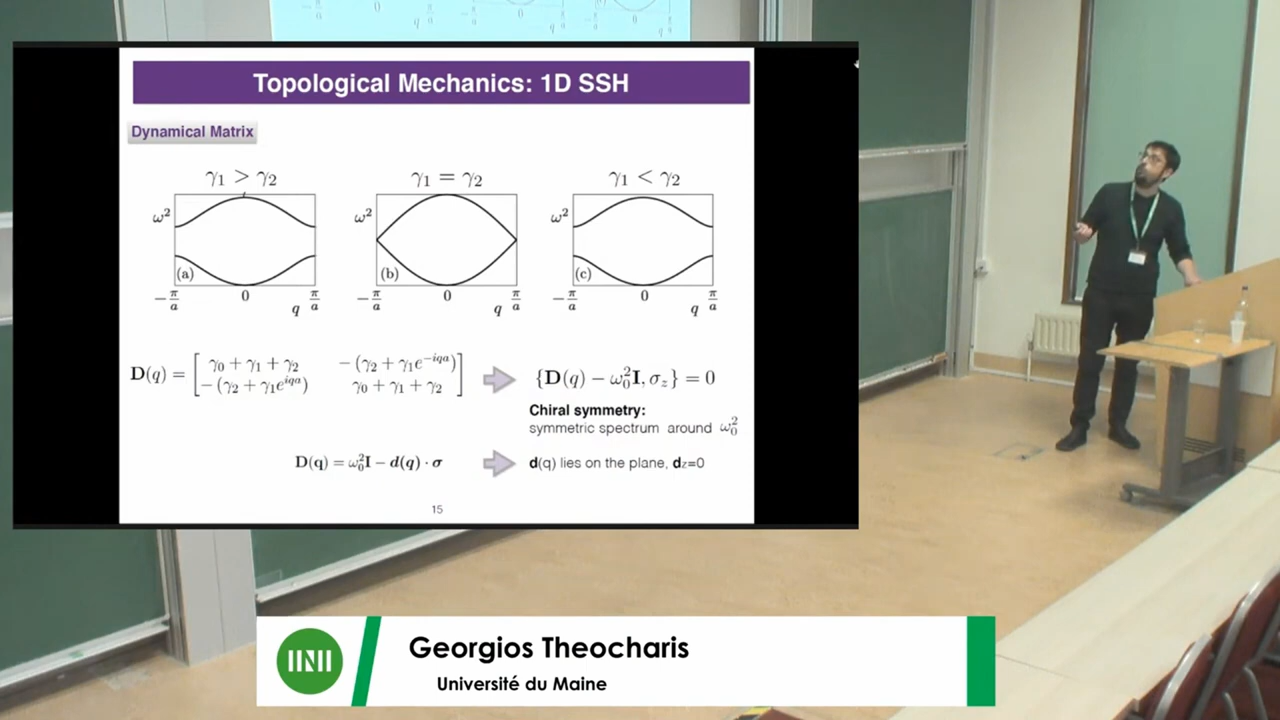 Topological Mechanics: 1D SSH
Dynamical Matrix
γ₁ > γ₂
γ₁ = γ₂
γ₁ < γ₂
ω²
ω²
ω²
(a)
(b)
(c)
−π/a 0 q π/a
−π/a 0 q π/a
−π/a 0 q π/a
D(q) = [γ₀ + γ₁ + γ₂ −(γ₂ + γ₁e^{−iqa})
−(γ₂ + γ₁e^{iqa}) γ₀ + γ₁ + γ₂]
{D(q) − ω₀²I, σ_z} = 0
Chiral symmetry:
symmetric spectrum around ω₀²
D(q) = ω₀²I − d(q) · σ
d(q) lies on the plane, dz=0
15
Georgios Theocharis
Université du Maine